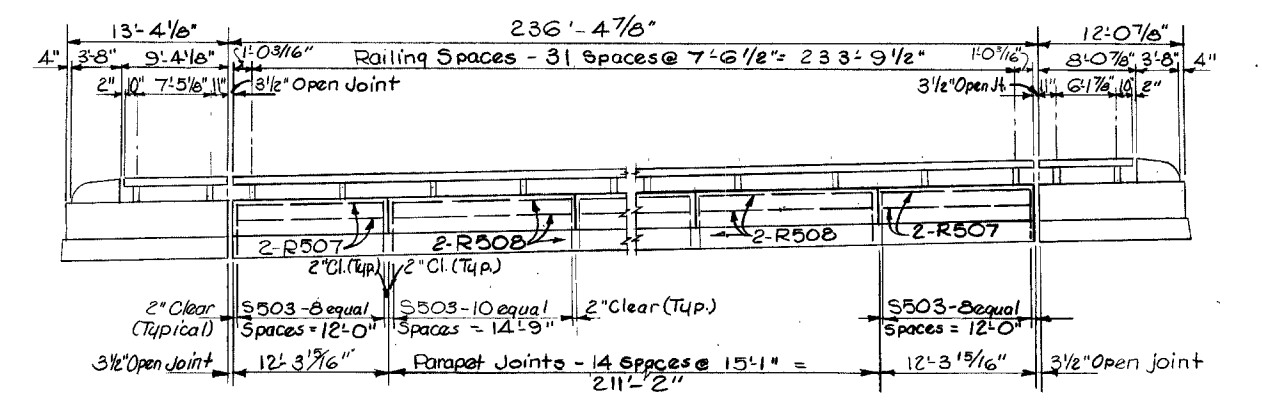 13'-4 1/8" 236'-4 7/8" 12'-0 7/8"
4" 3'-8" 9'-4 1/8" 1'-0 3/16" Railing Spaces - 31 Spaces @ 7'-6 1/2" = 233'-9 1/2" 1'-0 3/16" 8'-0 7/8" 3'-8" 4"
2" 10" 7'-5 1/8" 11" 3 1/2" Open Joint 3 1/2" Open Jt. 11" 6'-1 7/8" 10" 2"
2-R507 2-R508 2-R508 2-R507
2" Cl. (Typ.) 2" Cl. (Typ.)
2" Clear S503-8 equal S503-10 equal 2" Clear (Typ.) S503-8 equal
(Typical) Spaces = 12'-0" Spaces = 14'-9" Spaces = 12'-0"
3 1/2" Open Joint 12'-3 15/16" Parapet Joints - 14 Spaces @ 15'-1" = 12'-3 15/16" 3 1/2" Open joint
211'-2"